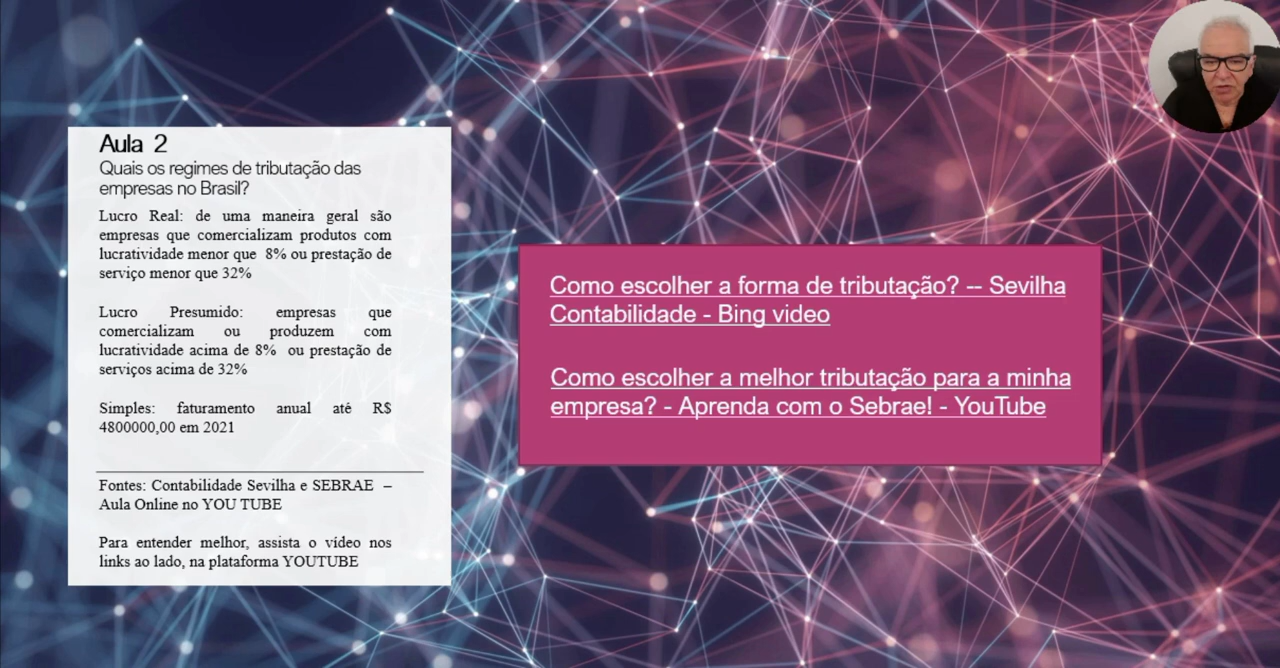 Aula 2
Quais os regimes de tributação das
empresas no Brasil?
Lucro Real: de uma maneira geral são
empresas que comercializam produtos com
lucratividade menor que 8% ou prestação de
serviço menor que 32%
Lucro Presumido: empresas que
comercializam ou produzem com
lucratividade acima de 8% ou prestação de
serviços acima de 32%
Simples: faturamento anual até R$
4800000,00 em 2021
Fontes: Contabilidade Sevilha e SEBRAE –
Aula Online no YOU TUBE
Para entender melhor, assista o vídeo nos
links ao lado, na plataforma YOUTUBE
Como escolher a forma de tributação? -- Sevilha
Contabilidade - Bing video
Como escolher a melhor tributação para a minha
empresa? - Aprenda com o Sebrae! - YouTube